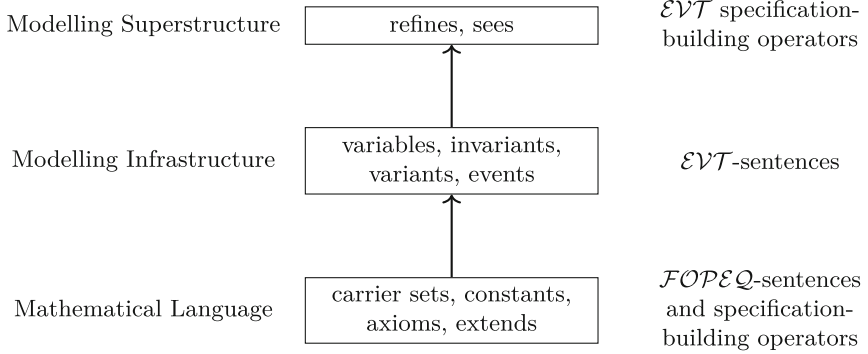 Modelling Superstructure
refines, sees
EVT specification-
building operators
Modelling Infrastructure
variables, invariants,
variants, events
EVT-sentences
Mathematical Language
carrier sets, constants,
axioms, extends
FOPEQ-sentences
and specification-
building operators